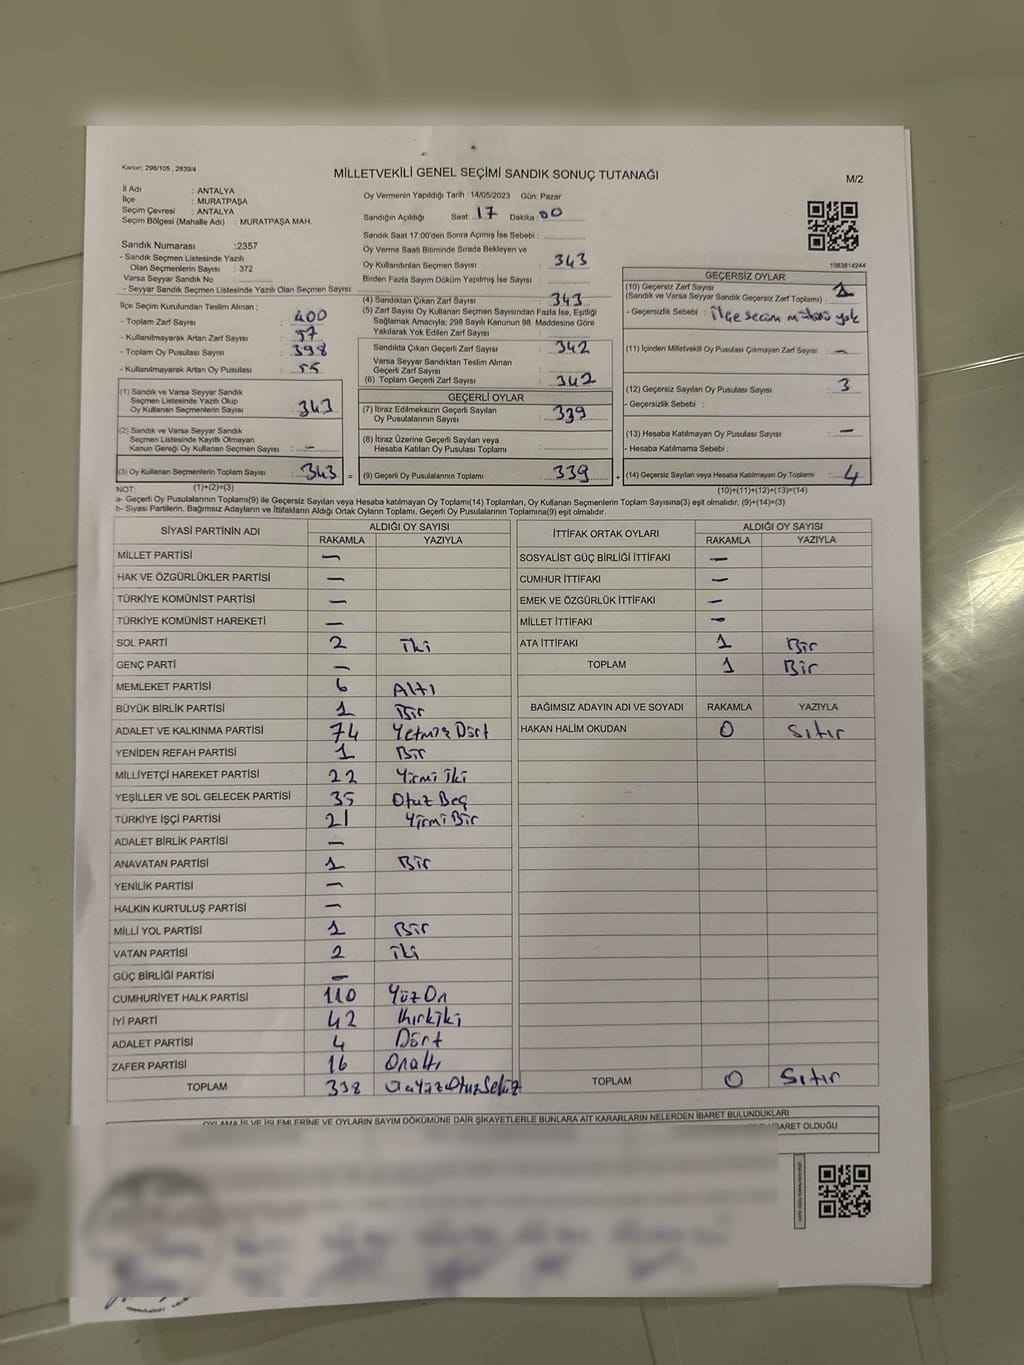 Kanun: 298/105 , 2839/4
MİLLETVEKİLİ GENEL SEÇİMİ SANDIK SONUÇ TUTANAĞI
M/2
İl Adı : ANTALYA
İlçe : MURATPAŞA
Seçim Çevresi : ANTALYA
Seçim Bölgesi (Mahalle Adı) : MURATPAŞA MAH.
Sandık Numarası :2357
- Sandık Seçmen Listesinde Yazılı
Olan Seçmenlerin Sayısı : 372
Varsa Seyyar Sandık No :
- Seyyar Sandık Seçmen Listesinde Yazılı Olan Seçmen Sayısı:
İlçe Seçim Kurulundan Teslim Alınan :
- Toplam Zarf Sayısı : 400
- Kullanılmayarak Artan Zarf Sayısı : 57
- Toplam Oy Pusulası Sayısı : 398
- Kullanılmayarak Artan Oy Pusulası : 55
(1) Sandık ve Varsa Seyyar Sandık
Seçmen Listesinde Yazılı Olup
Oy Kullanan Seçmenlerin Sayısı : 343
(2) Sandık ve Varsa Seyyar Sandık
Seçmen Listesinde Kayıtlı Olmayan
Kanun Gereği Oy Kullanan Seçmen Sayısı : —
(3) Oy Kullanan Seçmenlerin Toplam Sayısı : 343 =
Oy Vermenin Yapıldığı Tarih : 14/05/2023 Gün: Pazar
Sandığın Açıldığı Saat: 17 Dakika : 00
Sandık Saat 17:00'den Sonra Açımış İse Sebebi :
Oy Verme Saati Bitiminde Sırada Bekleyen ve
Oy Kullandırılan Seçmen Sayısı : 343
Birden Fazla Sayım Döküm Yapılmış İse Sayısı :
(4) Sandıktan Çıkan Zarf Sayısı : 343
(5) Zarf Sayısı Oy Kullanan Seçmen Sayısından Fazla İse, Eşitliği
Sağlamak Amacıyla; 298 Sayılı Kanunun 98. Maddesine Göre
Yakılarak Yok Edilen Zarf Sayısı :
Sandıkta Çıkan Geçerli Zarf Sayısı : 342
Varsa Seyyar Sandıktan Teslim Alınan
Geçerli Zarf Sayısı :
(6) Toplam Geçerli Zarf Sayısı : 342
GEÇERLİ OYLAR
(7) İtiraz Edilmeksizin Geçerli Sayılan
Oy Pusulalarının Sayısı : 339
(8) İtiraz Üzerine Geçerli Sayılan veya
Hesaba Katılan Oy Pusulası Toplamı :
(9) Geçerli Oy Pusulalarının Toplamı : 339 +
1083814244
GEÇERSİZ OYLAR
(10) Geçersiz Zarf Sayısı
(Sandık ve Varsa Seyyar Sandık Geçersiz Zarf Toplamı) : 1
- Geçersizlik Sebebi : İlçe seçim mührü yok
(11) İçinden Milletvekili Oy Pusulası Çıkmayan Zarf Sayısı : —
(12) Geçersiz Sayılan Oy Pusulası Sayısı : 3
- Geçersizlik Sebebi :
(13) Hesaba Katılmayan Oy Pusulası Sayısı : —
- Hesaba Katılmama Sebebi :
(14) Geçersiz Sayılan veya Hesaba Katılmayan Oy Toplamı : 4
NOT: (1)+(2)=(3) (10)+(11)+(12)+(13)=(14)
a- Geçerli Oy Pusulalarının Toplamı(9) ile Geçersiz Sayılan veya Hesaba katılmayan Oy Toplamı(14) Toplamları, Oy Kullanan Seçmenlerin Toplam Sayısına(3) eşit olmalıdır. (9)+(14)=(3)
b- Siyasi Partilerin, Bağımsız Adayların ve İttifakların Aldığı Ortak Oyların Toplamı, Geçerli Oy Pusulalarının Toplamına(9) eşit olmalıdır.
SİYASİ PARTİNİN ADI ALDIĞI OY SAYISI
RAKAMLA YAZIYLA
MİLLET PARTİSİ —
HAK VE ÖZGÜRLÜKLER PARTİSİ —
TÜRKİYE KOMÜNİST PARTİSİ —
TÜRKİYE KOMÜNİST HAREKETİ —
SOL PARTİ 2 İki
GENÇ PARTİ —
MEMLEKET PARTİSİ 6 Altı
BÜYÜK BİRLİK PARTİSİ 1 Bir
ADALET VE KALKINMA PARTİSİ 74 Yetmiş Dört
YENİDEN REFAH PARTİSİ 1 Bir
MİLLİYETÇİ HAREKET PARTİSİ 22 Yirmi İki
YEŞİLLER VE SOL GELECEK PARTİSİ 35 Otuz Beş
TÜRKİYE İŞÇİ PARTİSİ 21 Yirmi Bir
ADALET BİRLİK PARTİSİ —
ANAVATAN PARTİSİ 1 Bir
YENİLİK PARTİSİ —
HALKIN KURTULUŞ PARTİSİ —
MİLLİ YOL PARTİSİ 1 Bir
VATAN PARTİSİ 2 İki
GÜÇ BİRLİĞİ PARTİSİ —
CUMHURİYET HALK PARTİSİ 110 Yüz On
İYİ PARTİ 42 Kırkiki
ADALET PARTİSİ 4 Dört
ZAFER PARTİSİ 16 Onaltı
TOPLAM 338 ÜçYüzOtuzSekiz
İTTİFAK ORTAK OYLARI ALDIĞI OY SAYISI
RAKAMLA YAZIYLA
SOSYALİST GÜÇ BİRLİĞİ İTTİFAKI —
CUMHUR İTTİFAKI —
EMEK VE ÖZGÜRLÜK İTTİFAKI —
MİLLET İTTİFAKI —
ATA İTTİFAKI 1 Bir
TOPLAM 1 Bir
BAĞIMSIZ ADAYIN ADI VE SOYADI RAKAMLA YAZIYLA
HAKAN HALİM OKUDAN 0 Sıfır
TOPLAM 0 Sıfır
OYLAMA İŞ VE İŞLEMLERİNE VE OYLARIN SAYIM DÖKÜMÜNE DAİR ŞİKAYETLERLE BUNLARA AİT KARARLARIN NELERDEN İBARET BULUNDUKLARI
İBARET OLDUĞU